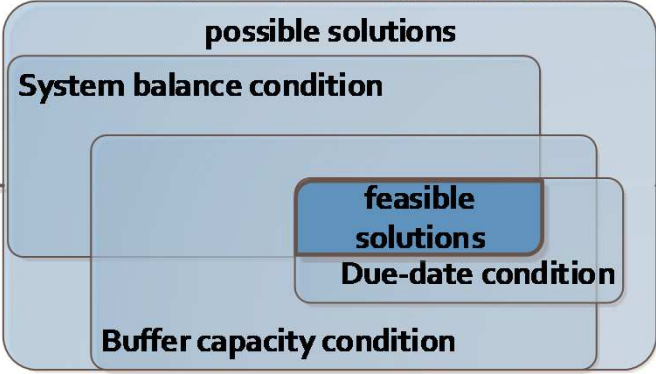 possible solutions
System balance condition
feasible
solutions
Due-date condition
Buffer capacity condition